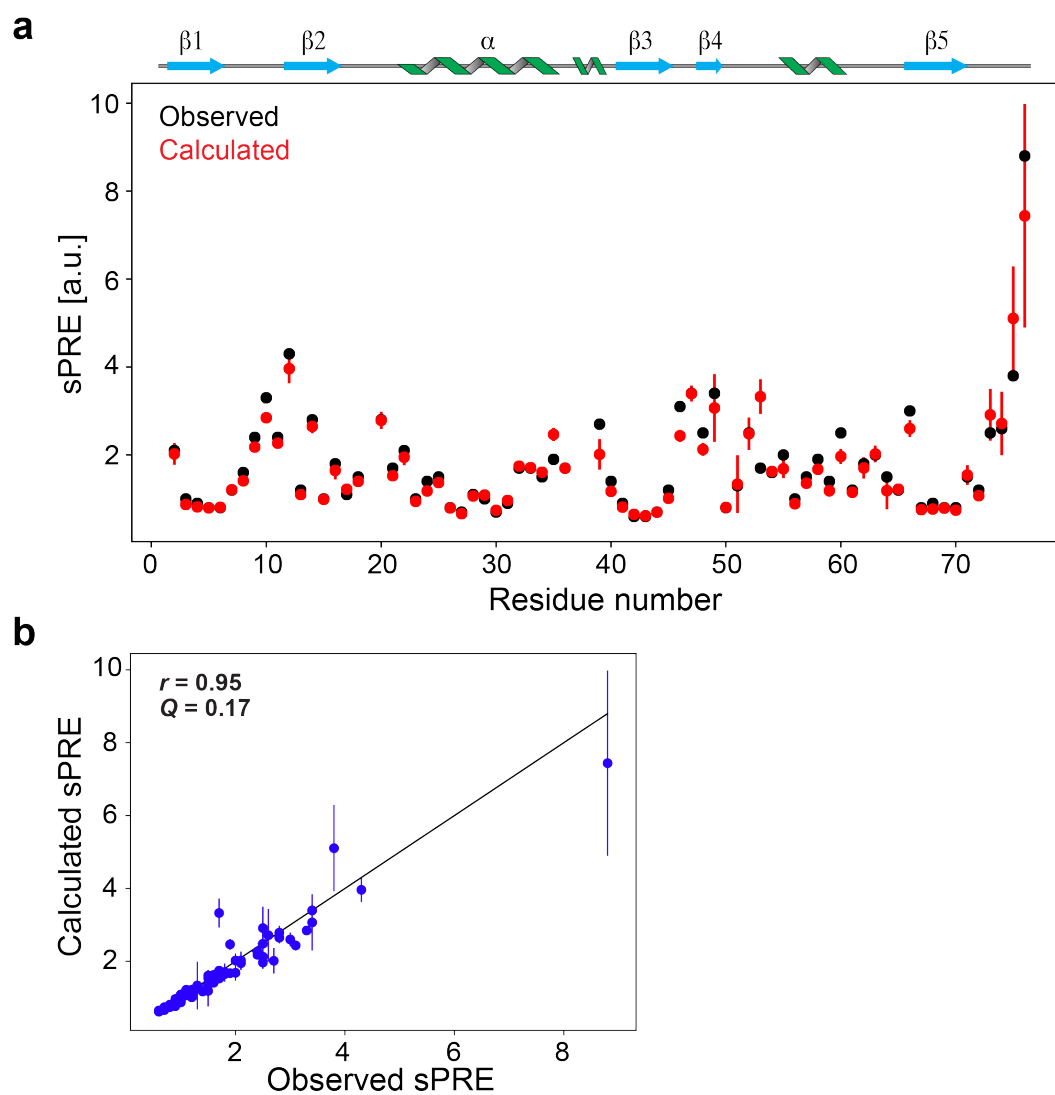 a
β1 β2 α β3 β4 β5
Observed
Calculated
10
8
6
4
2
sPRE [a.u.]
0 10 20 30 40 50 60 70
Residue number
b
r = 0.95
Q = 0.17
10
8
6
4
2
Calculated sPRE
2 4 6 8
Observed sPRE